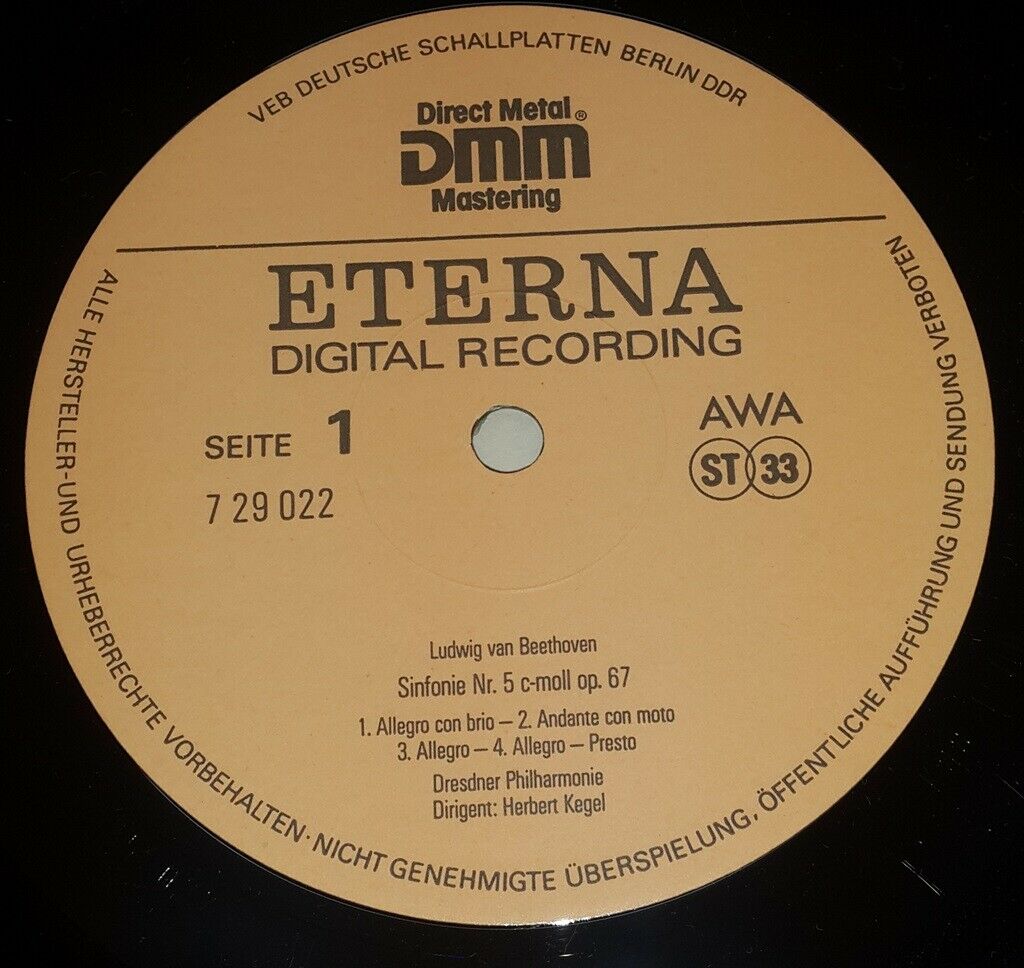 VEB DEUTSCHE SCHALLPLATTEN BERLIN DDR
Direct Metal ®
DMM
Mastering
ETERNA
DIGITAL RECORDING
SEITE 1
7 29 022
AWA
ST 33
Ludwig van Beethoven
Sinfonie Nr. 5 c-moll op. 67
1. Allegro con brio – 2. Andante con moto
3. Allegro – 4. Allegro – Presto
Dresdner Philharmonie
Dirigent: Herbert Kegel
ALLE HERSTELLER-UND URHEBERRECHTE VORBEHALTEN · NICHT GENEHMIGTE ÜBERSPIELUNG, ÖFFENTLICHE AUFFÜHRUNG UND SENDUNG VERBOTEN